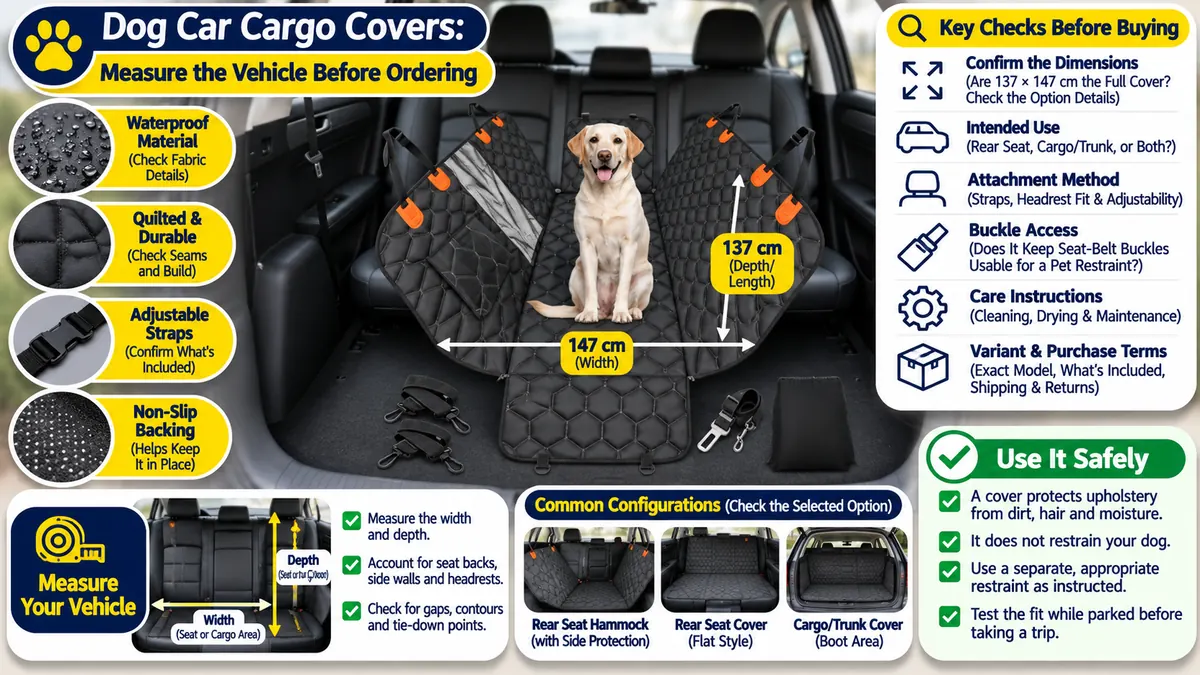 Dog Car Cargo Covers:
Measure the Vehicle Before Ordering
Waterproof
Material
(Check Fabric
Details)
Quilted &
Durable
(Check Seams
and Build)
Adjustable
Straps
(Confirm What's
Included)
Non-Slip
Backing
(Helps Keep
It in Place)
137 cm
(Depth/
Length)
147 cm
(Width)
Key Checks Before Buying
Confirm the Dimensions
(Are 137 × 147 cm the Full Cover?
Check the Option Details)
Intended Use
(Rear Seat, Cargo/Trunk, or Both?)
Attachment Method
(Straps, Headrest Fit & Adjustability)
Buckle Access
(Does It Keep Seat-Belt Buckles
Usable for a Pet Restraint?)
Care Instructions
(Cleaning, Drying & Maintenance)
Variant & Purchase Terms
(Exact Model, What's Included,
Shipping & Returns)
Measure
Your Vehicle
Depth
(Seat or
Width
(Seat or Cargo Area)
Measure the width
and depth.
Account for seat backs,
side walls and headrests.
Check for gaps, contours
and tie-down points.
Common Configurations (Check the Selected Option)
Rear Seat Hammock
(with Side Protection)
Rear Seat Cover
(Flat Style)
Cargo/Trunk Cover
(Boot Area)
Use It Safely
A cover protects upholstery
from dirt, hair and moisture.
It does not restrain your dog.
Use a separate, appropriate
restraint as instructed.
Test the fit while parked before
taking a trip.